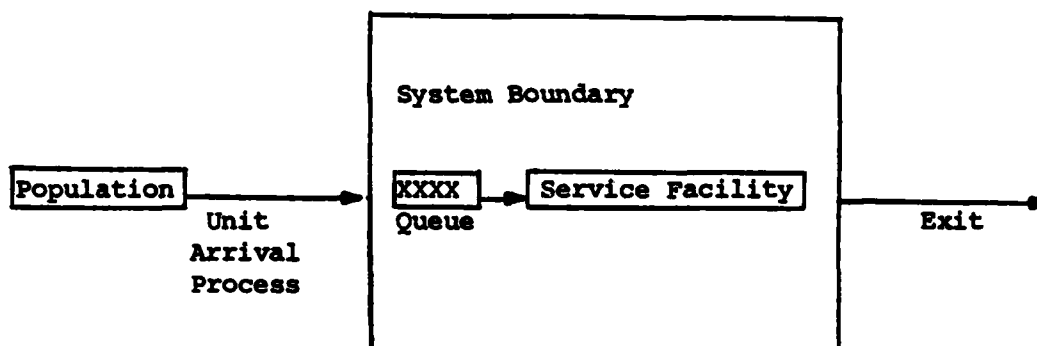 System Boundary
Population
XXXX
Service Facility
Queue
Unit
Arrival
Process
Exit